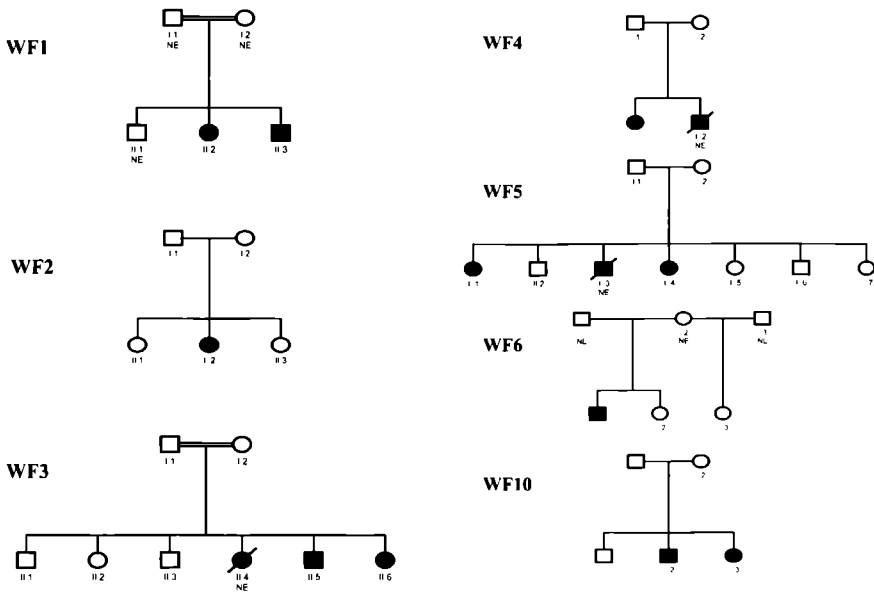 WF1
I 1
NE
I 2
NE
II 1
NE
II 2
II 3
WF2
I 1
I 2
II 1
I 2
II 3
WF3
I 1
I 2
II 1
II 2
II 3
II 4
NE
II 5
II 6
WF4
1
2
I 2
NE
WF5
I 1
2
I 1
II 2
I 3
NE
I 4
I 5
I 6
7
WF6
NL
2
NE
1
NL
2
3
WF10
2
2
3